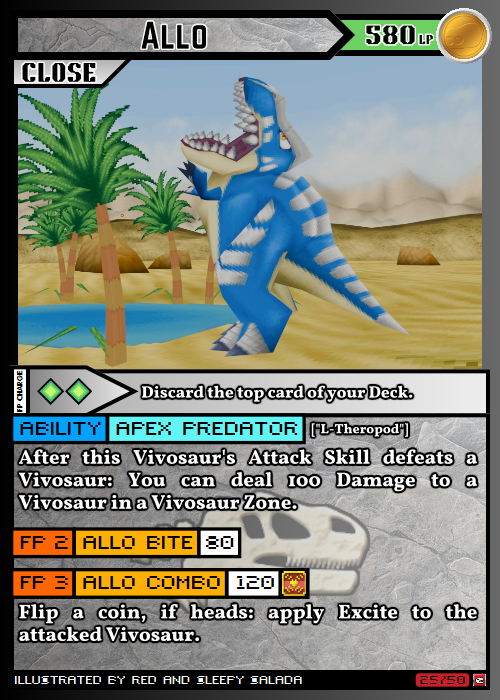 ALLO
580 LP
CLOSE
FP CHARGE
Discard the top card of your Deck.
ABILITY APEX PREDATOR ["L-Theropod"]
After this Vivosaur's Attack Skill defeats a
Vivosaur: You can deal 100 Damage to a
Vivosaur in a Vivosaur Zone.
FP 2 ALLO BITE 80
FP 3 ALLO COMBO 120
Flip a coin, if heads: apply Excite to the
attacked Vivosaur.
ILLUSTRATED BY RED AND SLEEPY SALADA
25/50